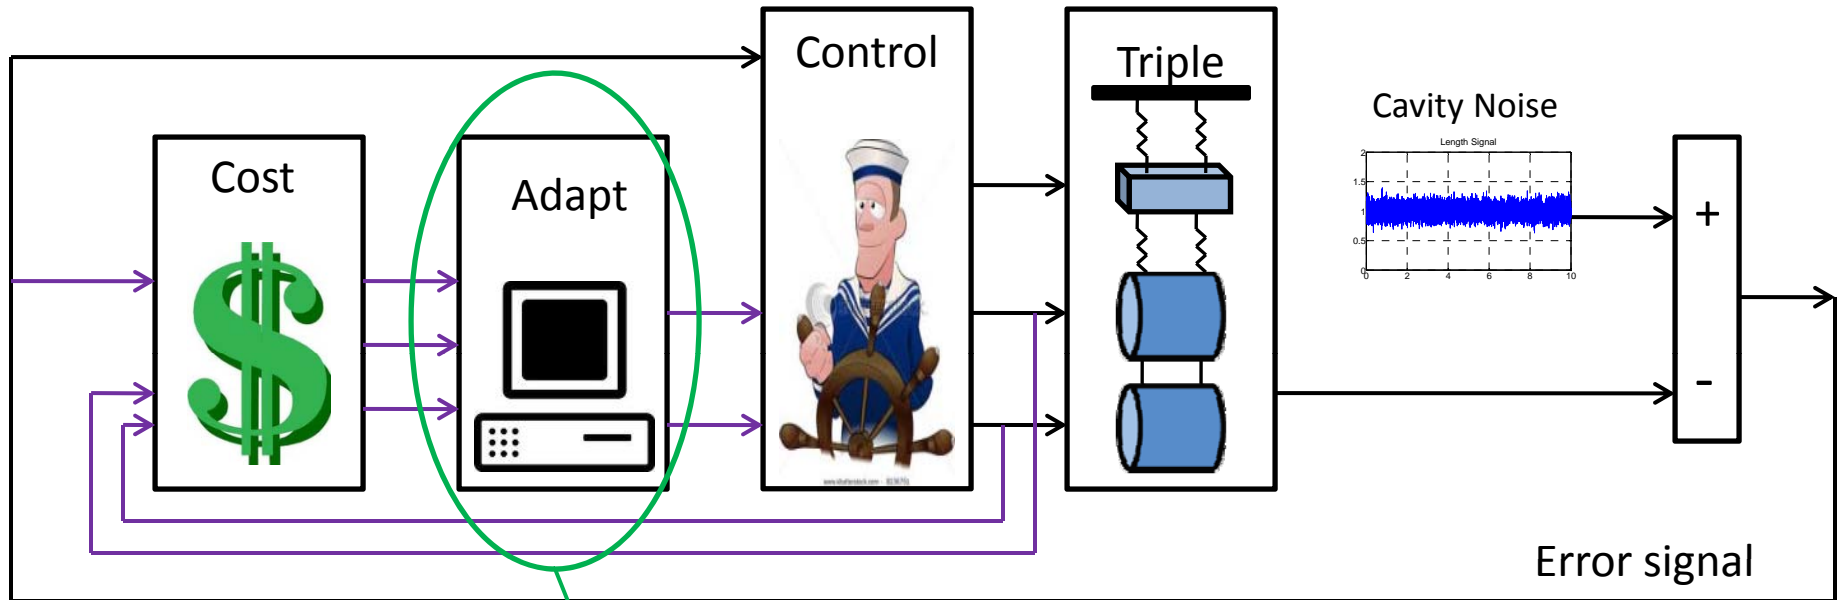 Control
Triple
Cavity Noise
Length Signal
2
1.5
1
0.5
0
0 2 4 6 8 10
Cost
Adapt
$
+
-
Error signal